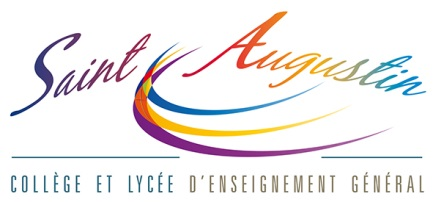 Saint Augustin
COLLÈGE ET LYCÉE D'ENSEIGNEMENT GÉNÉRAL